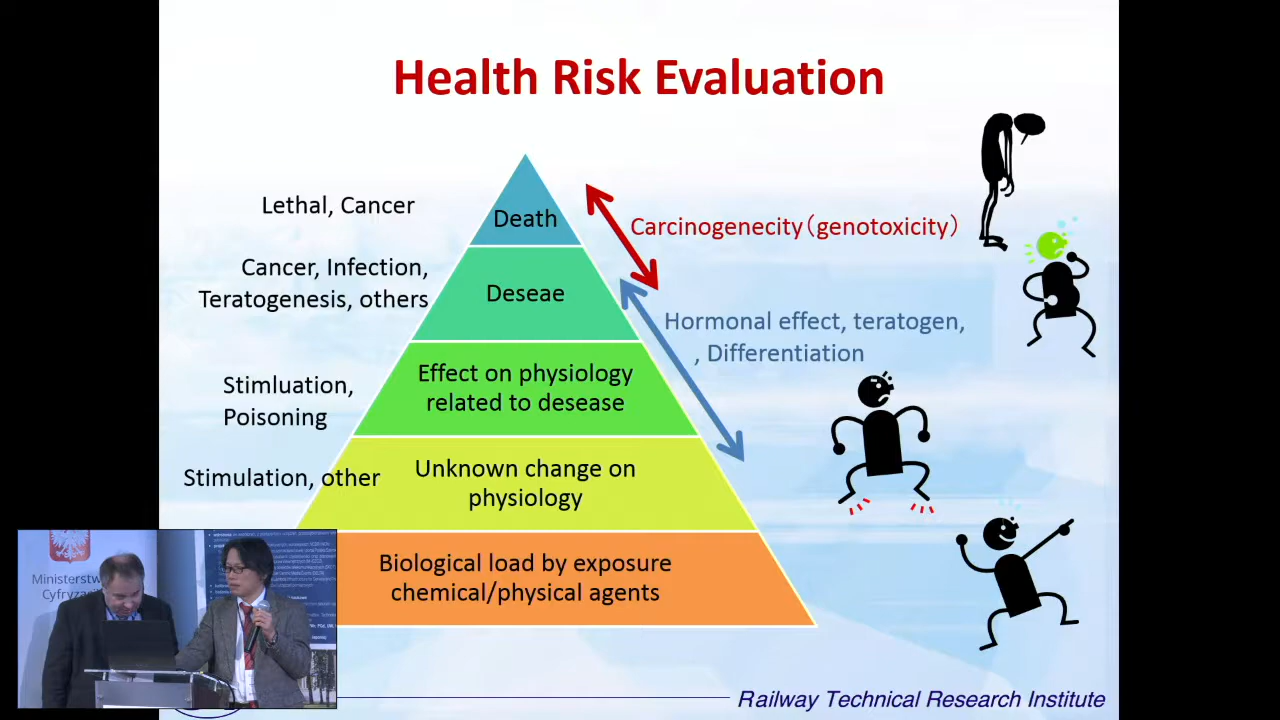 Health Risk Evaluation
Lethal, Cancer
Death
Carcinogenecity（genotoxicity）
Cancer, Infection,
Teratogenesis, others
Deseae
Hormonal effect, teratogen,
, Differentiation
Stimluation,
Poisoning
Effect on physiology
related to desease
Stimulation, other
Unknown change on
physiology
Biological load by exposure
chemical/physical agents
Ministerstw
Cyfryzac
Railway Technical Research Institute